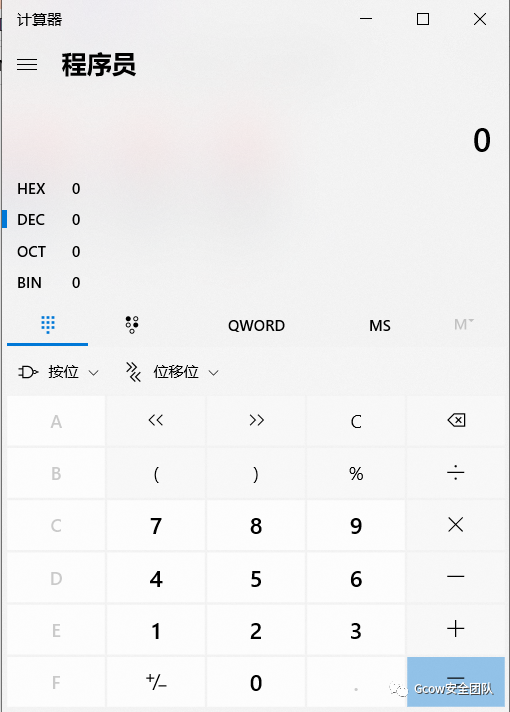 计算器
程序员
0
HEX 0
DEC 0
OCT 0
BIN 0
QWORD MS M
按位 位移位
A << >> C
B ( ) % ÷
C 7 8 9 ×
D 4 5 6 −
E 1 2 3 +
F +/− 0 . =
Gcow安全团队